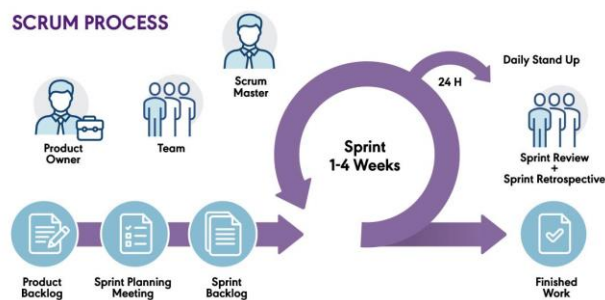 SCRUM PROCESS
Scrum
Master
Product
Owner
Team
24 H
Daily Stand Up
Sprint
1-4 Weeks
Sprint Review
+
Sprint Retrospective
Product
Backlog
Sprint Planning
Meeting
Sprint
Backlog
Finished
Work